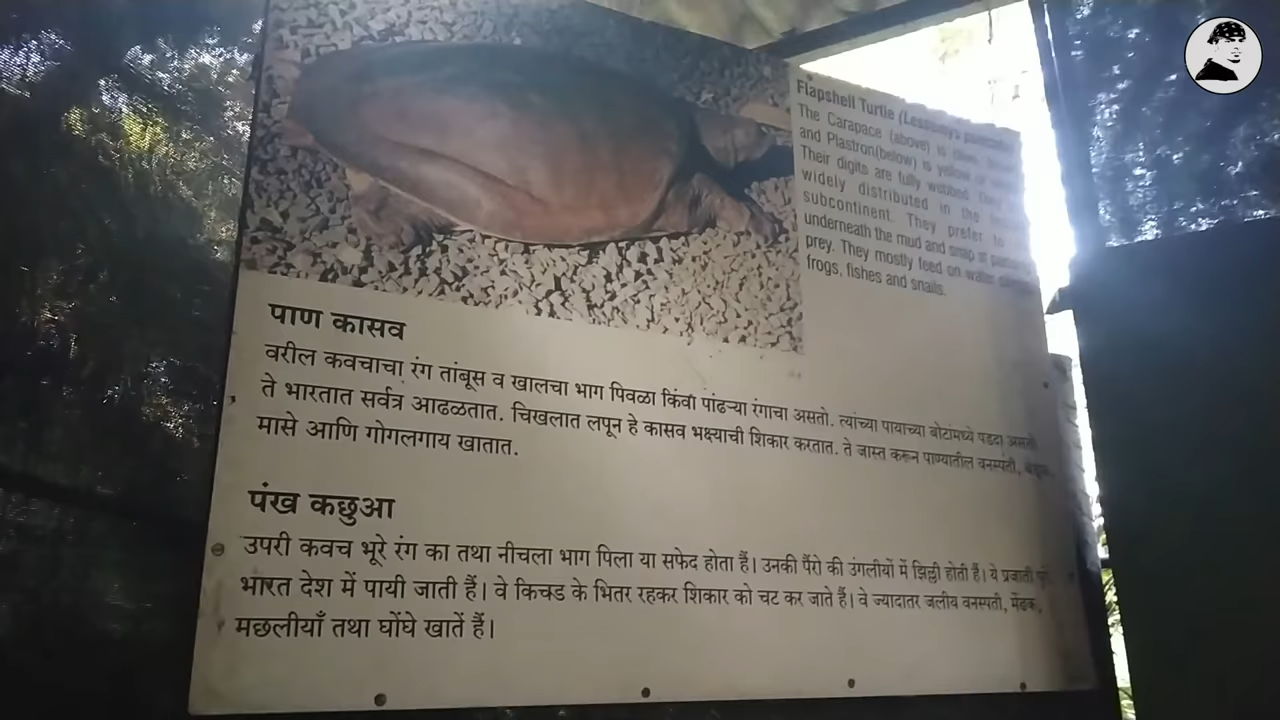 Flapshell Turtle
The Carapace (above) is
and Plastron(below) is yellow or
Their digits are fully webbed.
widely distributed in the
subcontinent. They prefer to
underneath the mud and snap at
prey. They mostly feed on water
frogs, fishes and snails.
पाण कासव
वरील कवचाचा रंग तांबूस व खालचा भाग पिवळा किंवा पांढऱ्या रंगाचा असतो. त्यांच्या पायाच्या बोटांमध्ये पडदा असतो
ते भारतात सर्वत्र आढळतात. चिखलात लपून हे कासव भक्ष्याची शिकार करतात. ते जास्त करून पाण्यातील वनस्पती,
मासे आणि गोगलगाय खातात.
पंख कछुआ
उपरी कवच भूरे रंग का तथा नीचला भाग पिला या सफेद होता हैं। उनकी पैंरो की उंगलीयों में झिल्ली होती हैं। ये प्रजाती
भारत देश में पायी जाती हैं। वे किचड के भितर रहकर शिकार को चट कर जाते हैं। वे ज्यादातर जलीय वनस्पती, मेंढक,
मछलीयाँ तथा घोंघे खातें हैं।